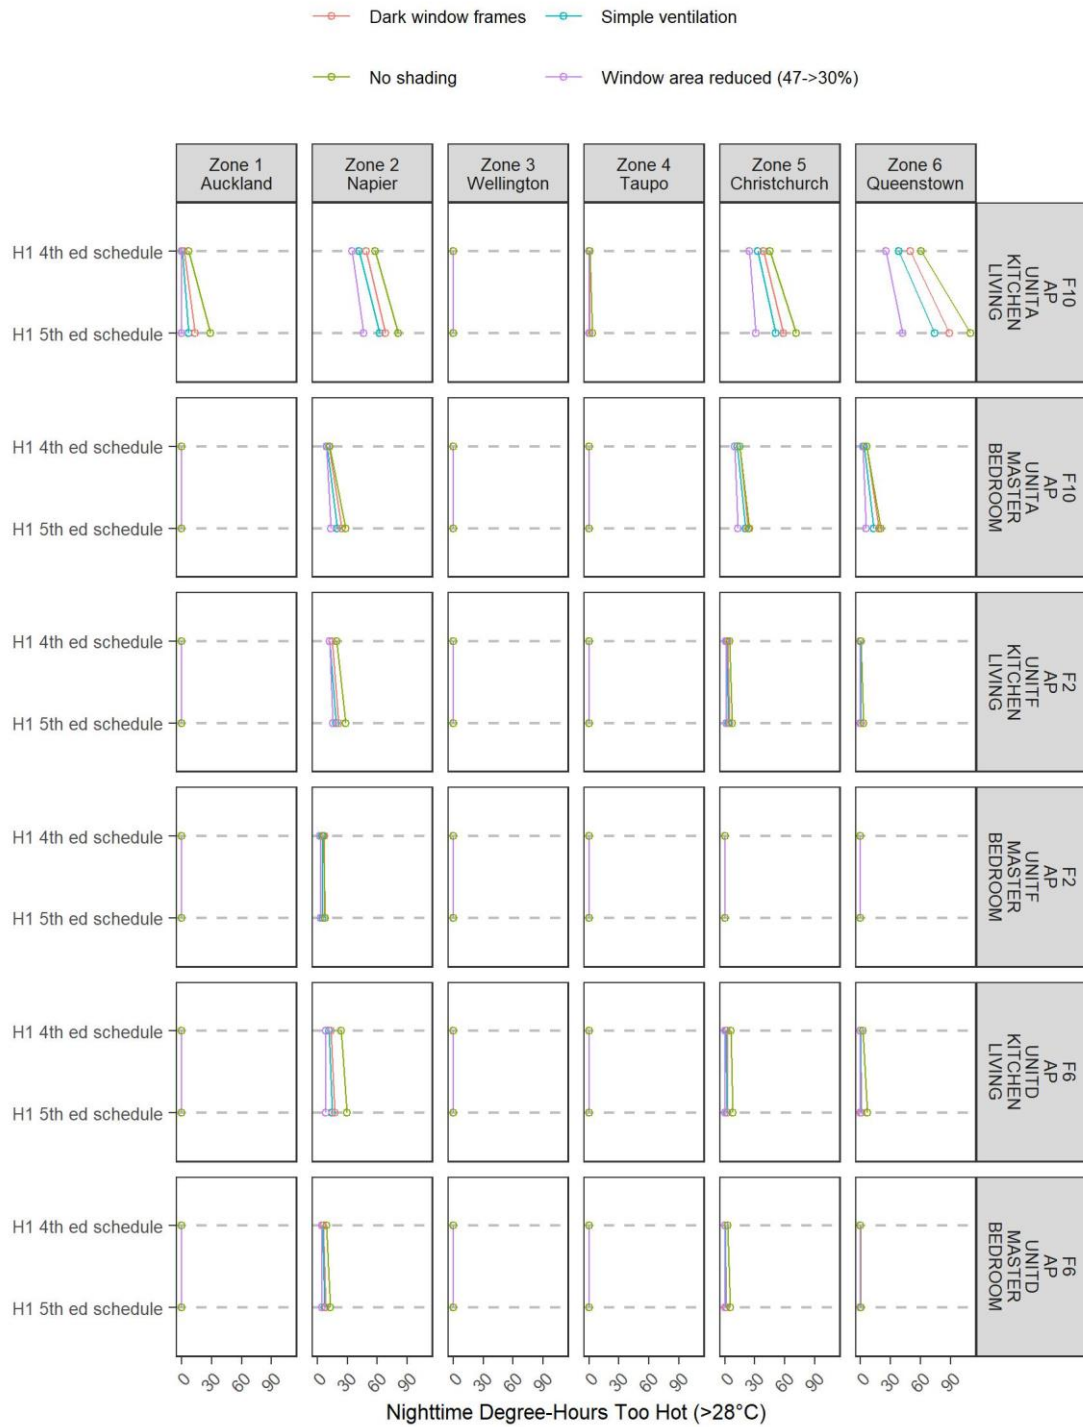 Dark window frames
Simple ventilation
No shading
Window area reduced (47->30%)
Zone 1
Auckland
Zone 2
Napier
Zone 3
Wellington
Zone 4
Taupo
Zone 5
Christchurch
Zone 6
Queenstown
H1 4th ed schedule
H1 5th ed schedule
F10
UNITA
AP
KITCHEN
LIVING
H1 4th ed schedule
H1 5th ed schedule
F10
UNITA
AP
MASTER
BEDROOM
H1 4th ed schedule
H1 5th ed schedule
F2
UNITF
AP
KITCHEN
LIVING
H1 4th ed schedule
H1 5th ed schedule
F2
UNITF
AP
MASTER
BEDROOM
H1 4th ed schedule
H1 5th ed schedule
F6
UNITD
AP
KITCHEN
LIVING
H1 4th ed schedule
H1 5th ed schedule
F6
UNITD
AP
MASTER
BEDROOM
0 30 60 90 0 30 60 90 0 30 60 90 0 30 60 90 0 30 60 90 0 30 60 90
Nighttime Degree-Hours Too Hot (>28°C)